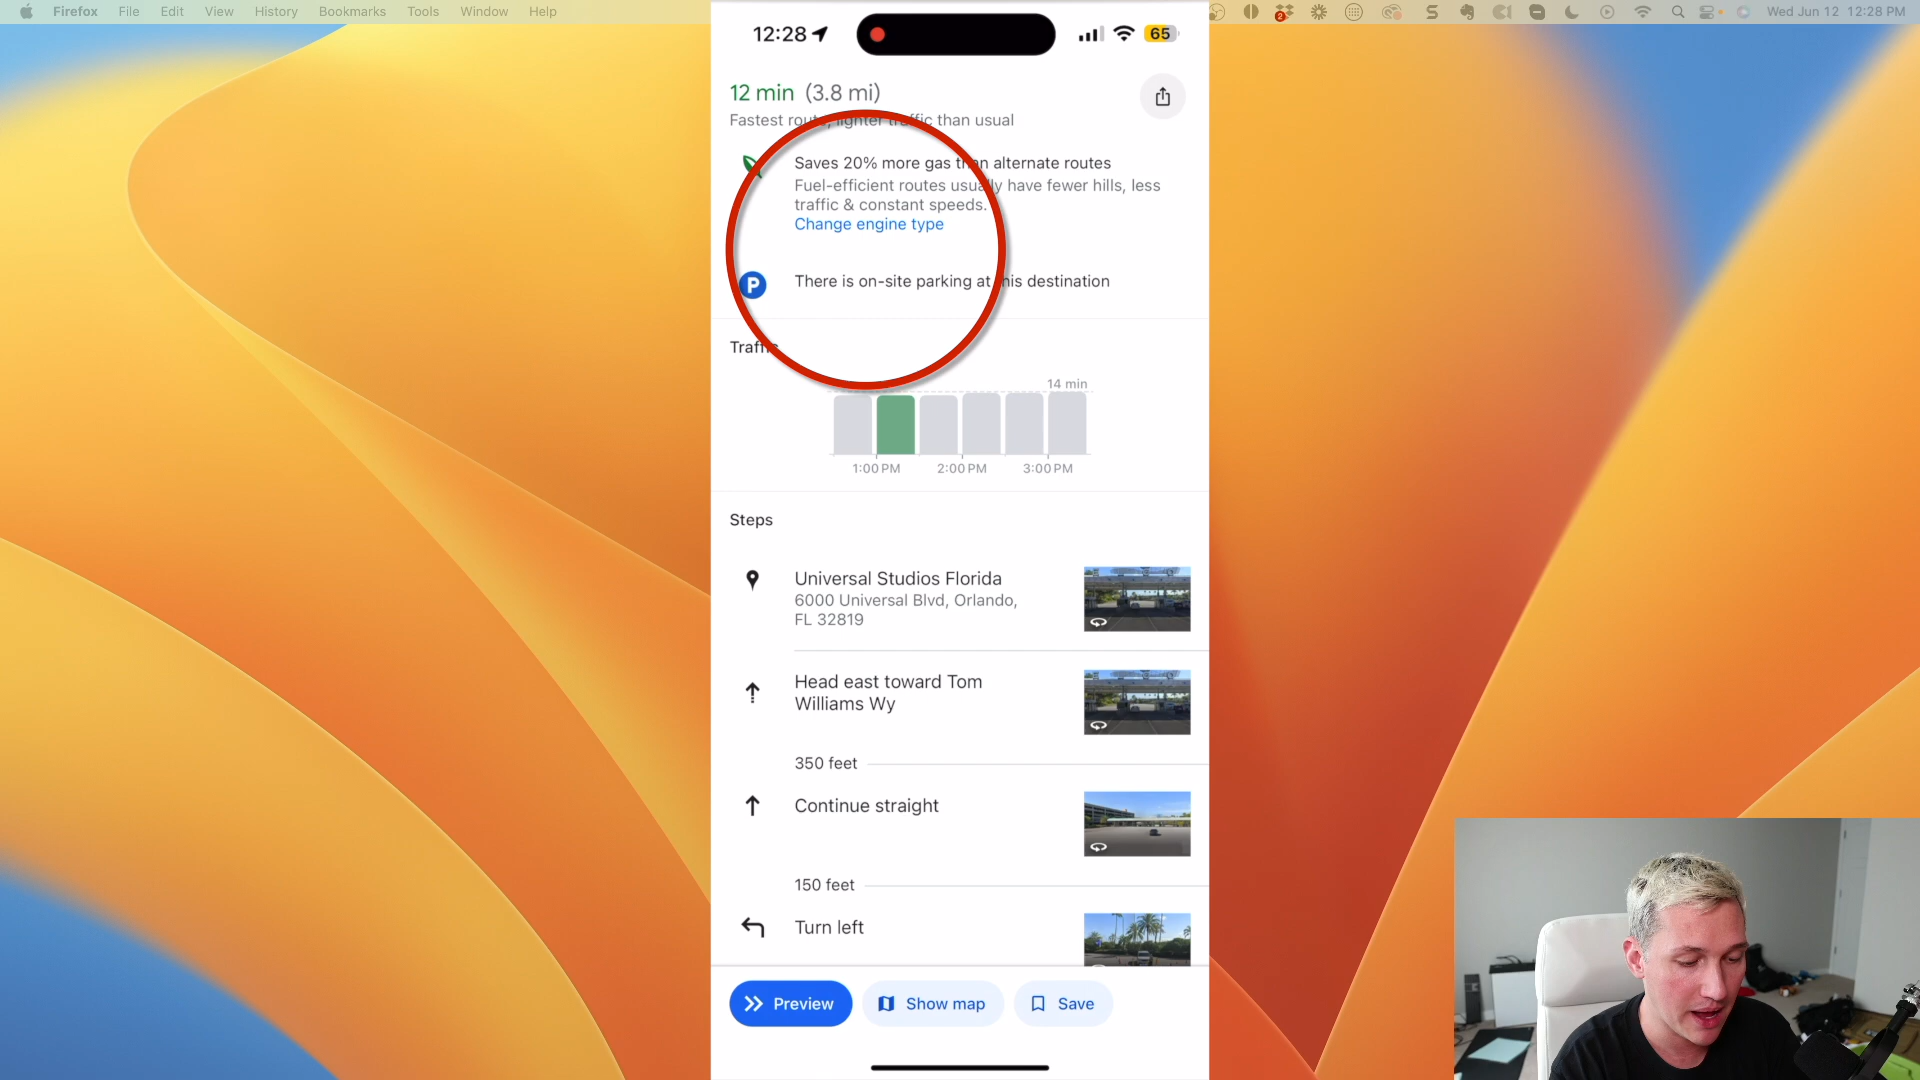 Firefox File Edit View History Bookmarks Tools Window Help
2
Wed Jun 12 12:28 PM
12:28
65
12 min (3.8 mi)
Fastest route, lighter traffic than usual
Saves 20% more gas than alternate routes
Fuel-efficient routes usually have fewer hills, less
traffic & constant speeds.
Change engine type
P There is on-site parking at this destination
Traffic
14 min
1:00 PM 2:00 PM 3:00 PM
Steps
Universal Studios Florida
6000 Universal Blvd, Orlando,
FL 32819
Head east toward Tom
Williams Wy
350 feet
Continue straight
150 feet
Turn left
Preview Show map Save